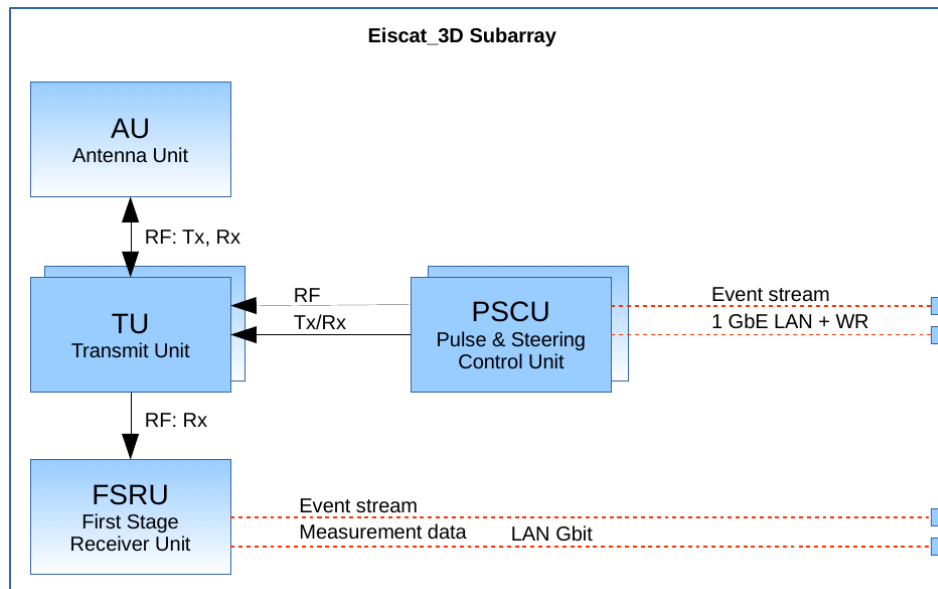 Eiscat_3D Subarray
AU
Antenna Unit
RF: Tx, Rx
TU
Transmit Unit
RF
Tx/Rx
PSCU
Pulse & Steering
Control Unit
Event stream
1 GbE LAN + WR
RF: Rx
FSRU
First Stage
Receiver Unit
Event stream
Measurement data LAN Gbit